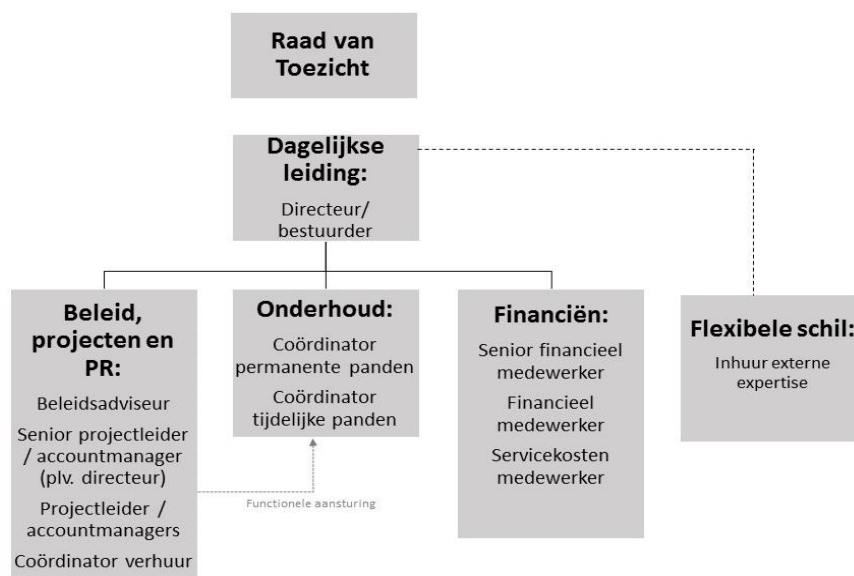 Raad van
Toezicht
Dagelijkse
leiding:
Directeur/
bestuurder
Beleid,
projecten en
PR:
Beleidsadviseur
Senior projectleider
/ accountmanager
(plv. directeur)
Projectleider /
accountmanagers
Coördinator verhuur
Onderhoud:
Coördinator
permanente panden
Coördinator
tijdelijke panden
Functionele aansturing
Financiën:
Senior financieel
medewerker
Financieel
medewerker
Servicekosten
medewerker
Flexibele schil:
Inhuur externe
expertise